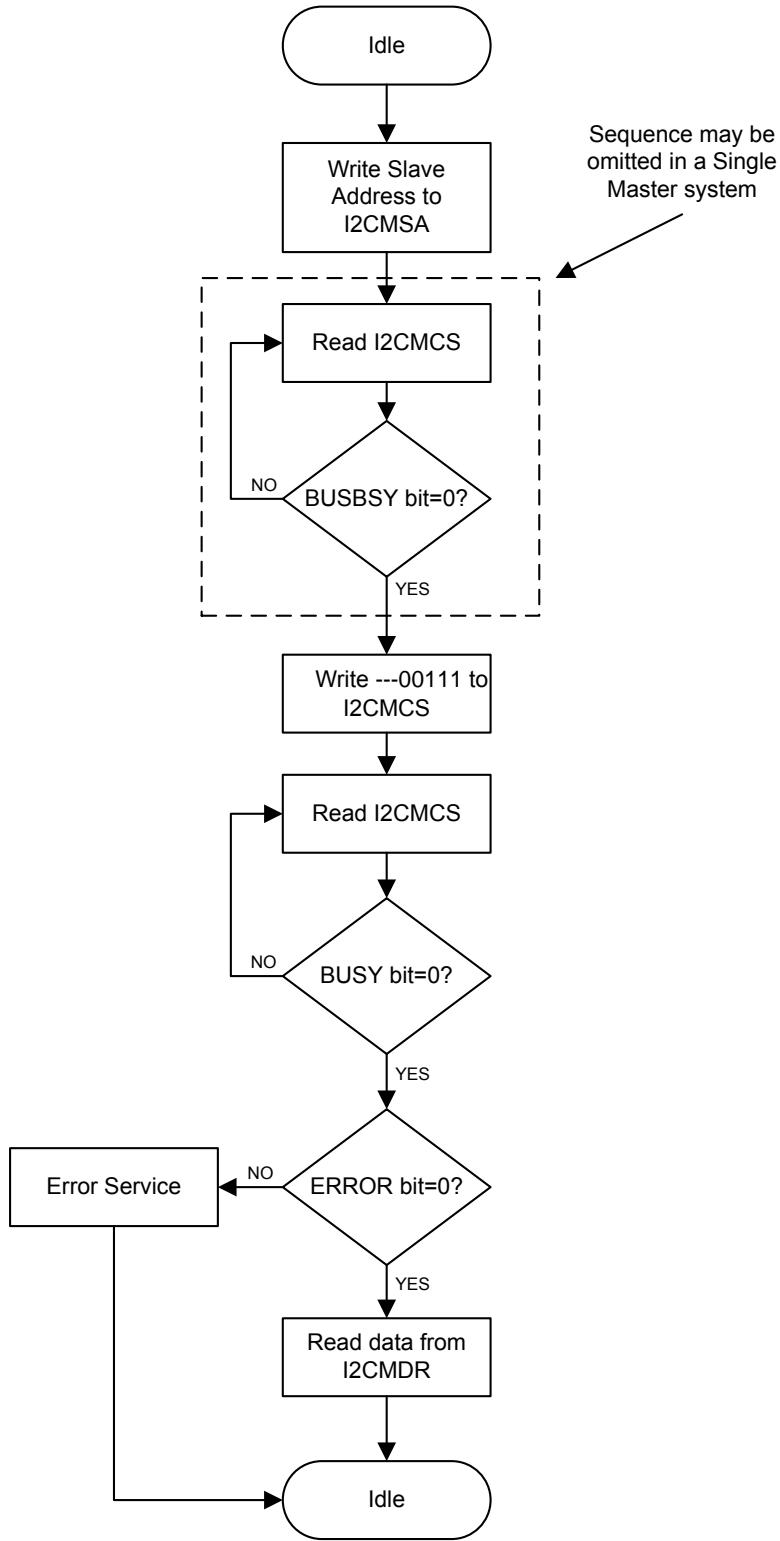 Idle
Write Slave
Address to
I2CMSA
Sequence may be
omitted in a Single
Master system
Read I2CMCS
BUSBSY bit=0?
NO
YES
Write ---00111 to
I2CMCS
Read I2CMCS
BUSY bit=0?
NO
YES
ERROR bit=0?
NO
Error Service
YES
Read data from
I2CMDR
Idle